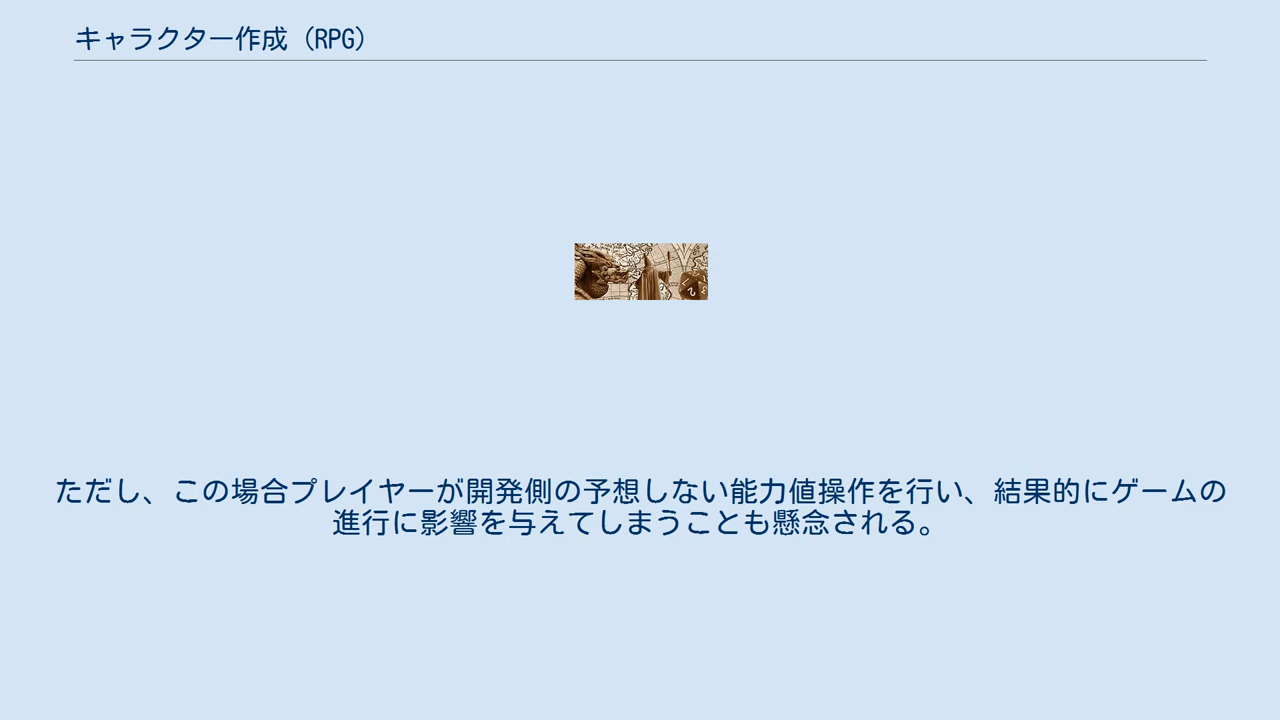 キャラクター作成（RPG）
ただし、この場合プレイヤーが開発側の予想しない能力値操作を行い、結果的にゲームの
進行に影響を与えてしまうことも懸念される。